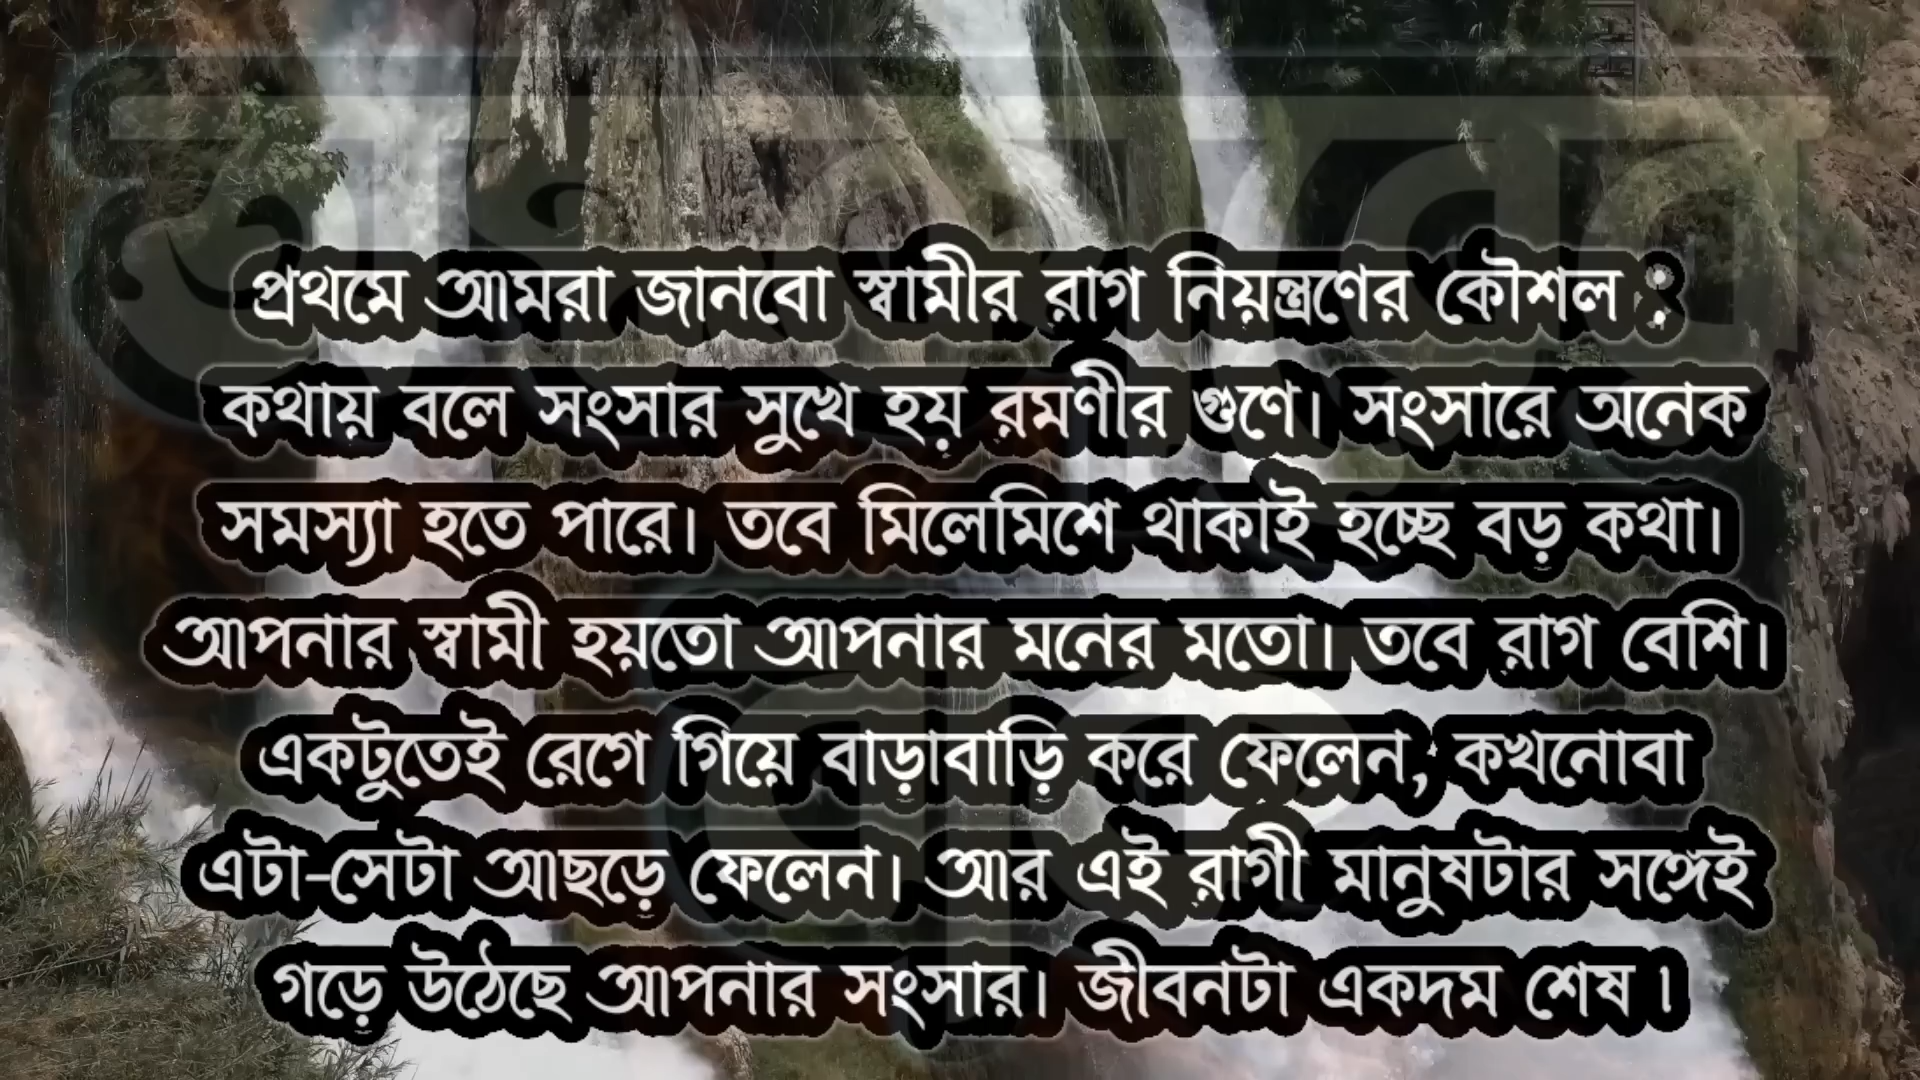 প্রথমে আমরা জানবো স্বামীর রাগ নিয়ন্ত্রণের কৌশল ঃ
কথায় বলে সংসার সুখে হয় রমণীর গুণে। সংসারে অনেক
সমস্যা হতে পারে। তবে মিলেমিশে থাকাই হচ্ছে বড় কথা।
আপনার স্বামী হয়তো আপনার মনের মতো। তবে রাগ বেশি।
একটুতেই রেগে গিয়ে বাড়াবাড়ি করে ফেলেন, কখনোবা
এটা-সেটা আছড়ে ফেলেন। আর এই রাগী মানুষটার সঙ্গেই
গড়ে উঠেছে আপনার সংসার। জীবনটা একদম শেষ ৷